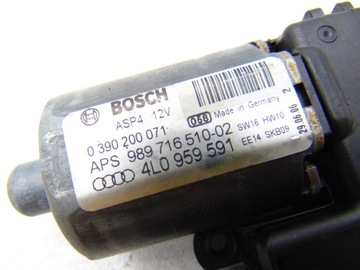 BOSCH
ASP4 12V
056 Made in Germany
0 390 200 071
SW16 HW10
APS 989 716 510-02
EE14 SKB09
4L0 959 591
29.06.06 2